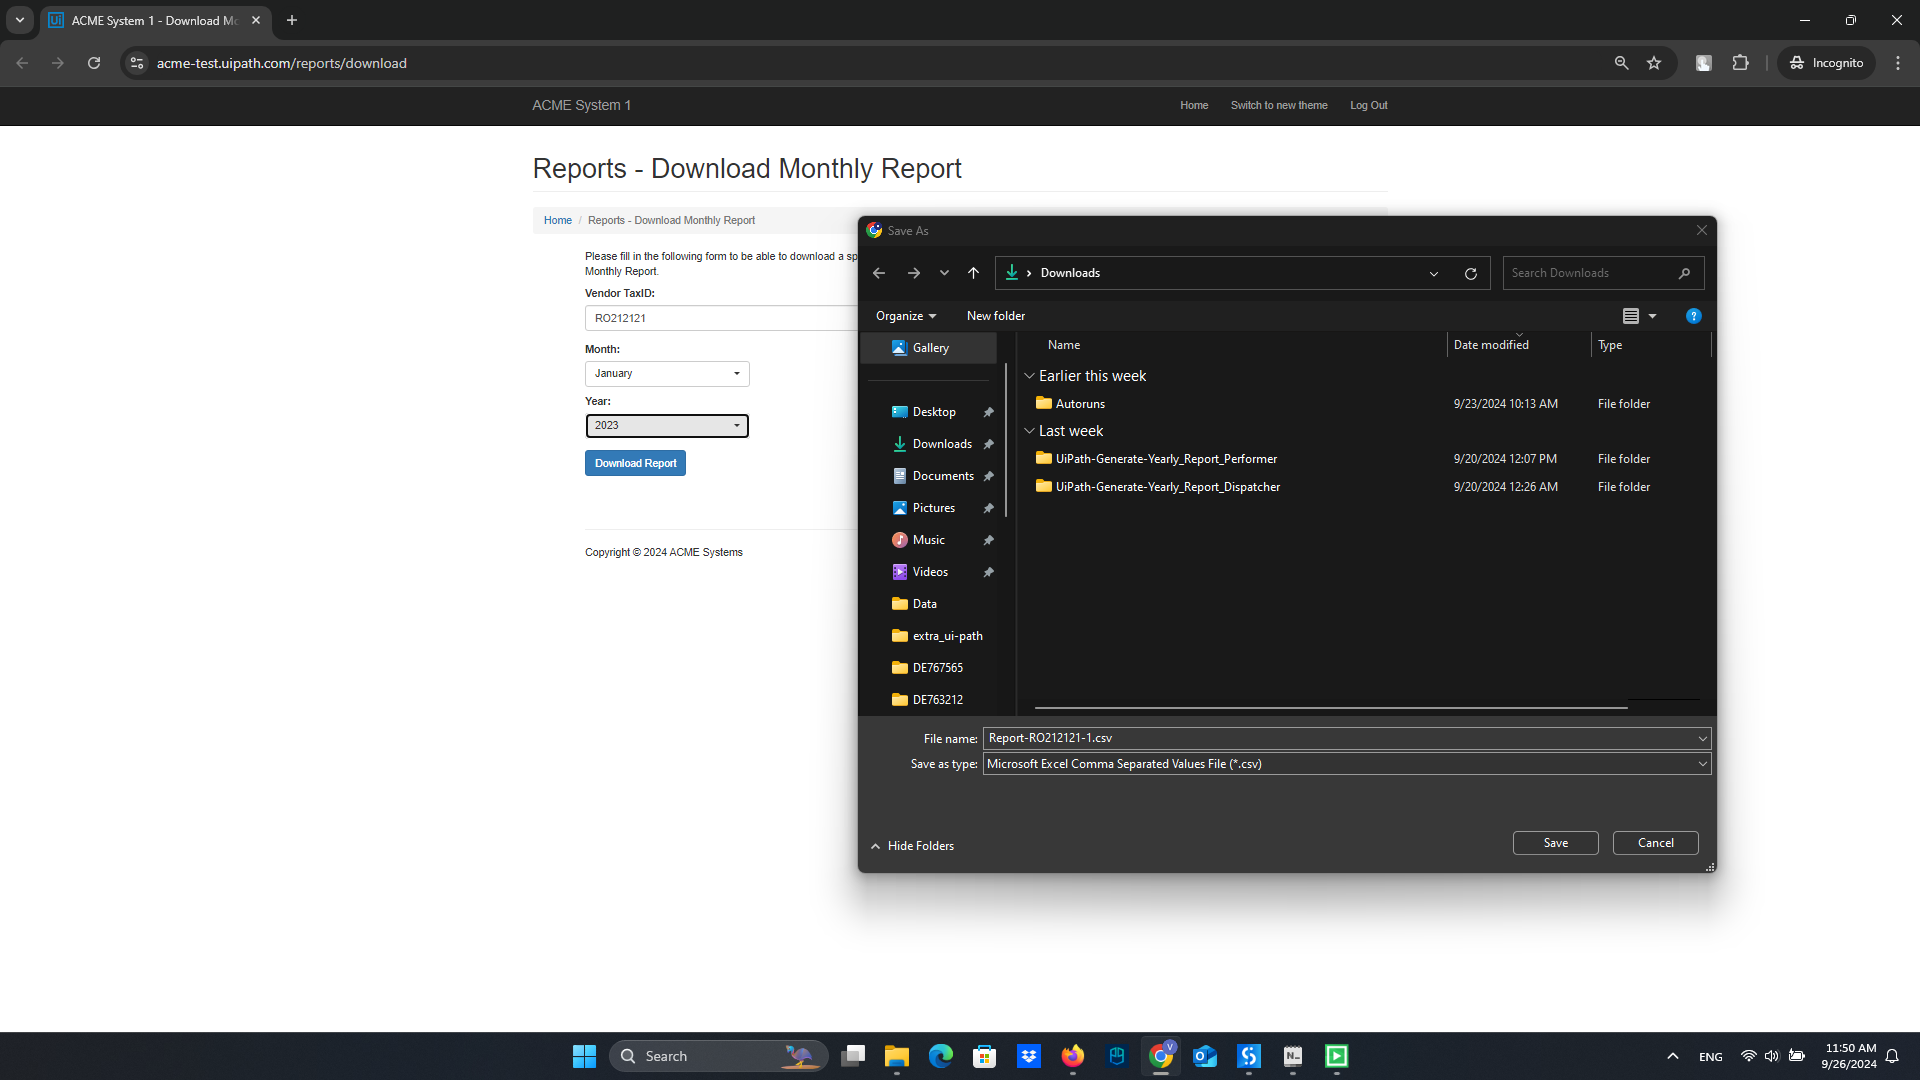 ACME System 1 - Download Mo
acme-test.uipath.com/reports/download
Incognito
ACME System 1
Home
Switch to new theme
Log Out
Reports - Download Monthly Report
Home / Reports - Download Monthly Report
Please fill in the following form to be able to download a sp
Monthly Report.
Vendor TaxID:
RO212121
Month:
January
Year:
2023
Download Report
Copyright © 2024 ACME Systems
Save As
Downloads
Search Downloads
Organize
New folder
Gallery
Desktop
Downloads
Documents
Pictures
Music
Videos
Data
extra_ui-path
DE767565
DE763212
Name Date modified Type
Earlier this week
Autoruns 9/23/2024 10:13 AM File folder
Last week
UiPath-Generate-Yearly_Report_Performer 9/20/2024 12:07 PM File folder
UiPath-Generate-Yearly_Report_Dispatcher 9/20/2024 12:26 AM File folder
File name: Report-RO212121-1.csv
Save as type: Microsoft Excel Comma Separated Values File (*.csv)
Hide Folders
Save
Cancel
Search
ENG
11:50 AM
9/26/2024